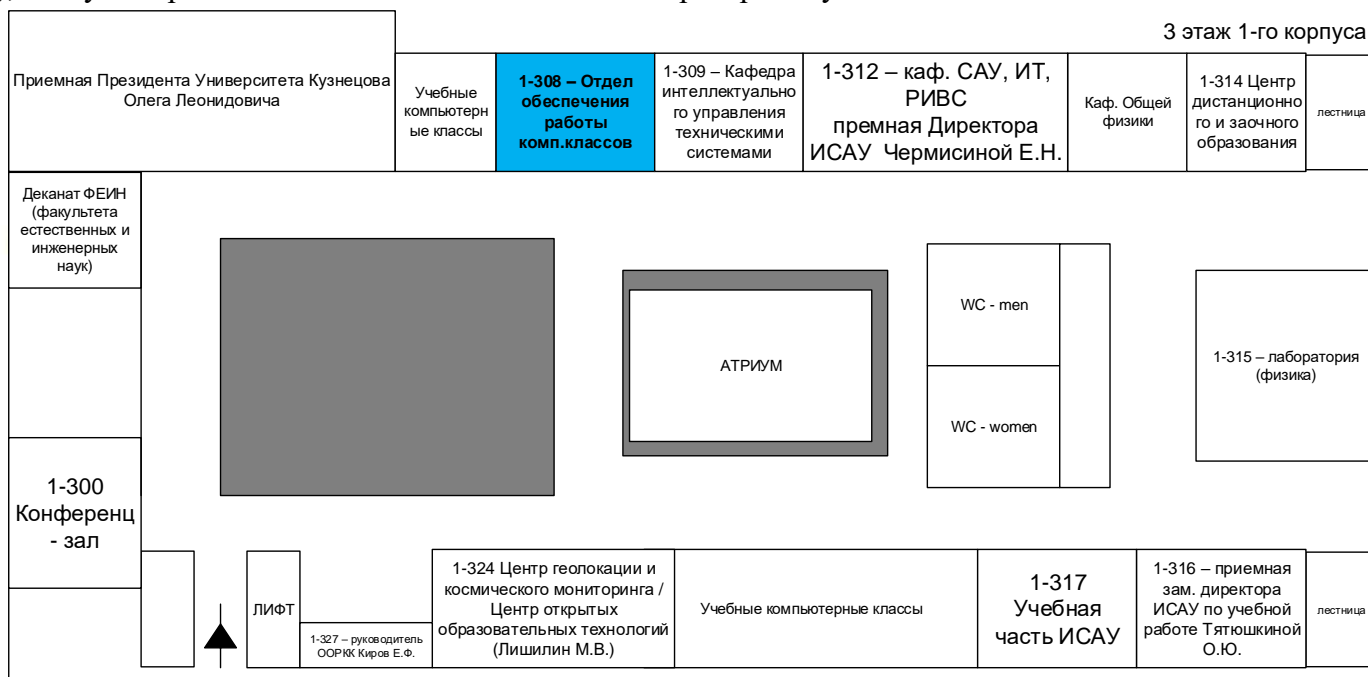 3 этаж 1-го корпуса
Приемная Президента Университета Кузнецова
Олега Леонидовича
Учебные
компьютерн
ые классы
1-308 – Отдел
обеспечения
работы
комп.классов
1-309 – Кафедра
интеллектуально
го управления
техническими
системами
1-312 – каф. САУ, ИТ,
РИВС
премная Директора
ИСАУ Чермисиной Е.Н.
Каф. Общей
физики
1-314 Центр
дистанционно
го и заочного
образования
лестница
Деканат ФЕИН
(факультета
естественных и
инженерных
наук)
АТРИУМ
WC - men
WC - women
1-315 – лаборатория
(физика)
1-300
Конференц
- зал
ЛИФТ
1-327 – руководитель
ООРКК Киров Е.Ф.
1-324 Центр геолокации и
космического мониторинга /
Центр открытых
образовательных технологий
(Лишилин М.В.)
Учебные компьютерные классы
1-317
Учебная
часть ИСАУ
1-316 – приемная
зам. директора
ИСАУ по учебной
работе Тятюшкиной
О.Ю.
лестница